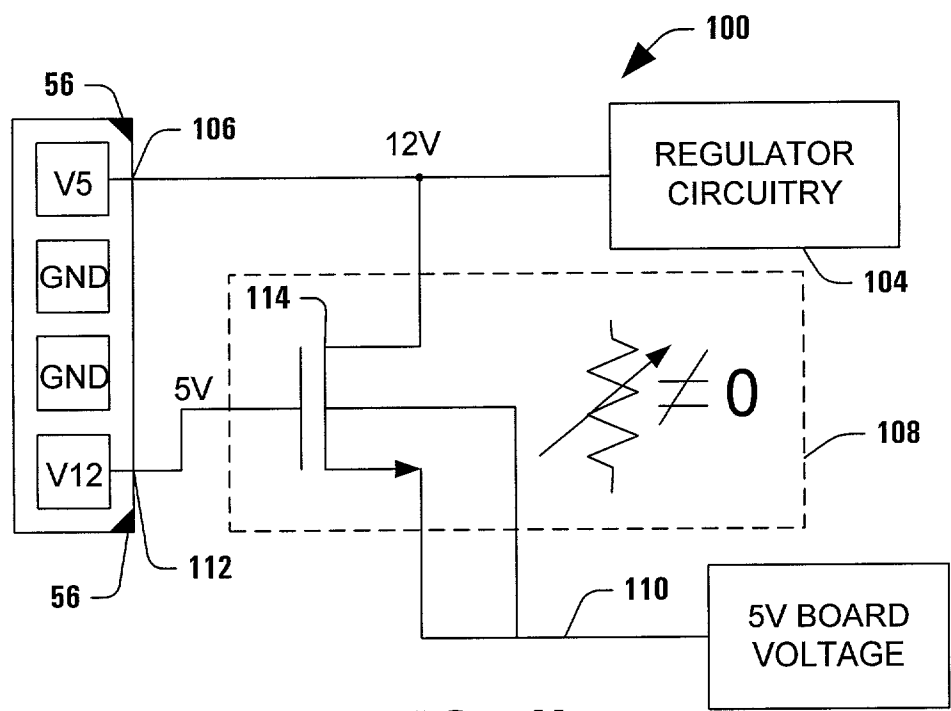 100
56
106
12V
REGULATOR
CIRCUITRY
V5
GND
114
104
GND
5V
≠ 0
108
V12
112
56
110
5V BOARD
VOLTAGE